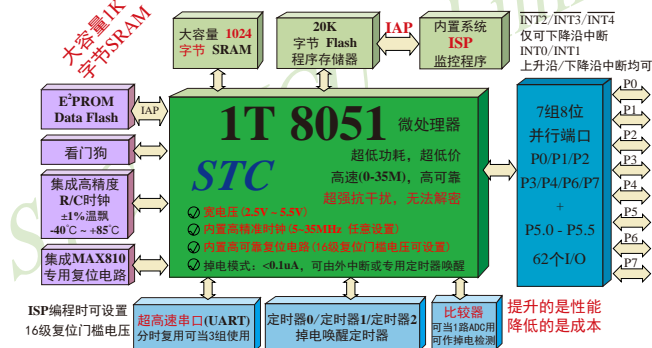 大容量1K
字节SRAM
大容量 1024
字节 SRAM
20K
字节 Flash
程序存储器
IAP
内置系统
ISP
监控程序
INT2/INT3/INT4
仅可下降沿中断
INT0/INT1
上升沿/下降沿中断均可
E²PROM
Data Flash
IAP
看门狗
集成高精度
R/C时钟
±1%温飘
-40℃~+85℃
集成MAX810
专用复位电路
ISP编程时可设置
16级复位门槛电压
1T 8051 微处理器
STC
超低功耗，超低价
高速(0-35M)，高可靠
超强抗干扰，无法解密
宽电压(2.5V~5.5V)
内置高精准时钟(5~35MHz 任意设置)
内置高可靠复位电路(16级复位门槛电压可设置)
掉电模式：<0.1uA，可由外中断或专用定时器唤醒
7组8位
并行端口
P0/P1/P2
P3/P4/P6/P7
+
P5.0 - P5.5
62个I/O
P0
P1
P2
P3
P4
P5
P6
P7
超高速串口(UART)
分时复用可当3组使用
定时器0/定时器1/定时器2
掉电唤醒定时器
比较器
可当1路ADC用
可作掉电检测
提升的是性能
降低的是成本